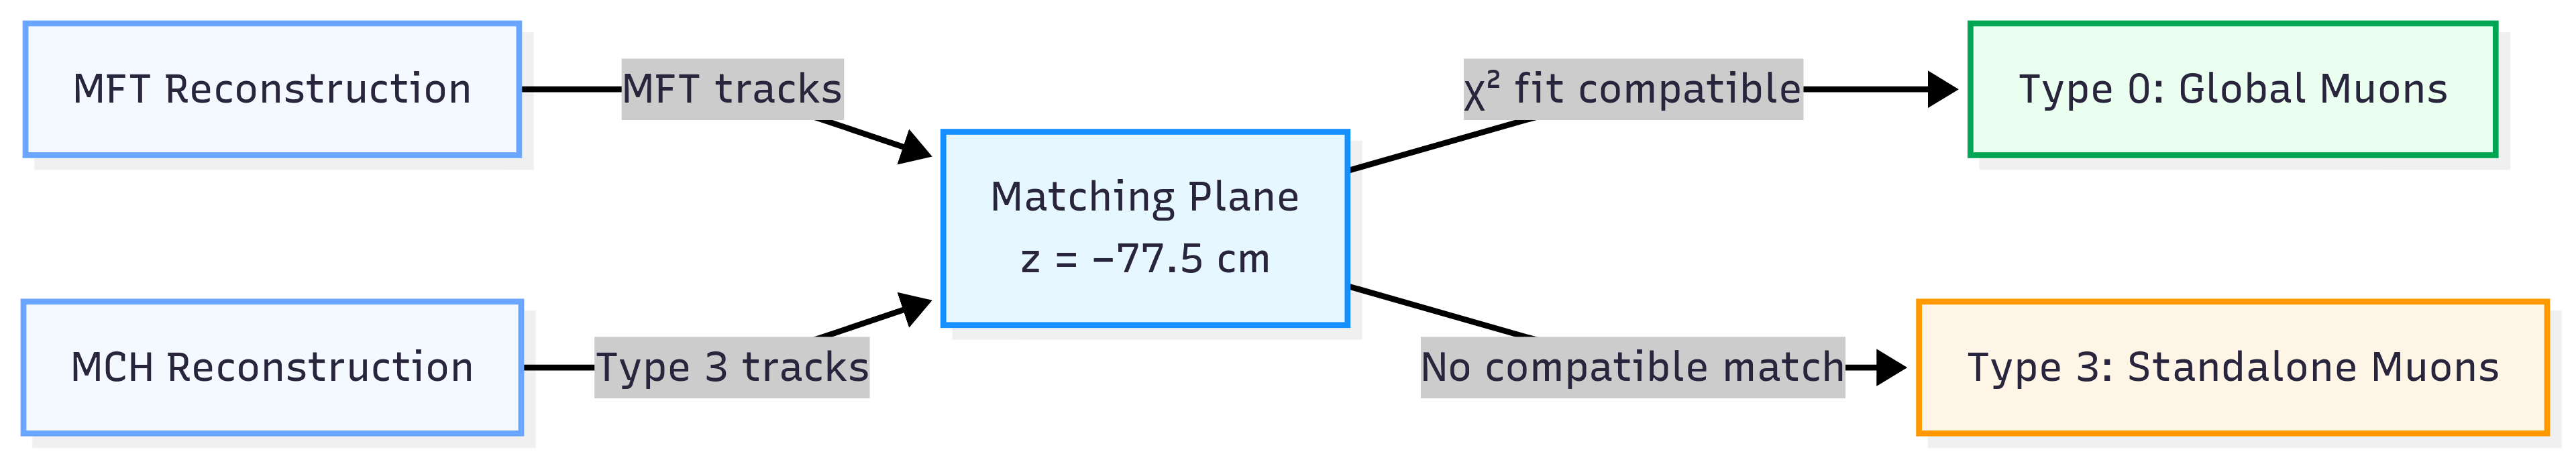 MFT Reconstruction
MFT tracks
χ² fit compatible
Type 0: Global Muons
Matching Plane
z = −77.5 cm
MCH Reconstruction
Type 3 tracks
No compatible match
Type 3: Standalone Muons